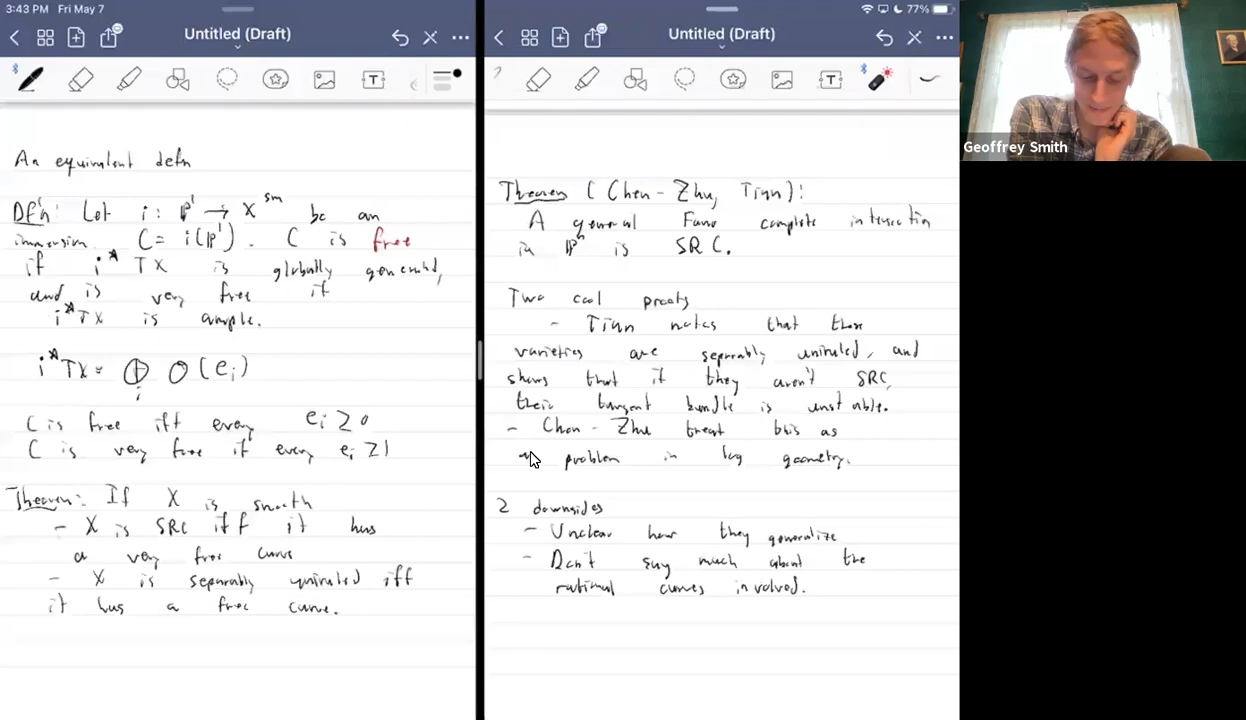 3:43 PM Fri May 7
Untitled (Draft)
An equivalent defn
Def'n: Let i: ℙ¹ → X^sm be an
immersion. C = i(ℙ¹). C is free
if i* TX is globally generated,
and is very free if
i*TX is ample.
i*TX = ⊕_i O(e_i)
C is free iff every e_i ≥ 0
C is very free if every e_i ≥ 1
Theorem: If X is smooth
- X is SRC iff it has
a very free curve
- X is separably uniruled iff
it has a free curve.
77%
Untitled (Draft)
Theorem (Chen-Zhu, Tian):
A general Fano complete intersection
in ℙⁿ is SRC.
Two cool proofs
- Tian notes that these
varieties are separably uniruled, and
shows that if they aren't SRC,
their tangent bundle is unstable.
- Chen-Zhu treat this as
problem in log geometry.
2 downsides
- Unclear how they generalize
- Don't say much about the
rational curves involved.
Geoffrey Smith